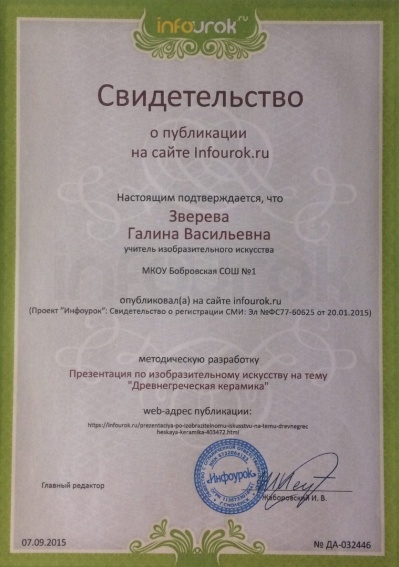 infourok.ru
Свидетельство
о публикации
на сайте Infourok.ru
Настоящим подтверждается, что
Зверева
Галина Васильевна
учитель изобразительного искусства
МКОУ Бобровская СОШ №1
опубликовал(а) на сайте infourok.ru
(Проект "Инфоурок": Свидетельство о регистрации СМИ: Эл №ФС77-60625 от 20.01.2015)
методическую разработку
Презентация по изобразительному искусству на тему
"Древнегреческая керамика"
web-адрес публикации:
https://infourok.ru/prezentaciya-po-izobrazitelnomu-iskusstvu-na-temu-drevnegrec
heskaya-keramika-403472.html
Главный редактор
«Инфоурок»
Жаборовский И. В.
07.09.2015
№ ДА-032446